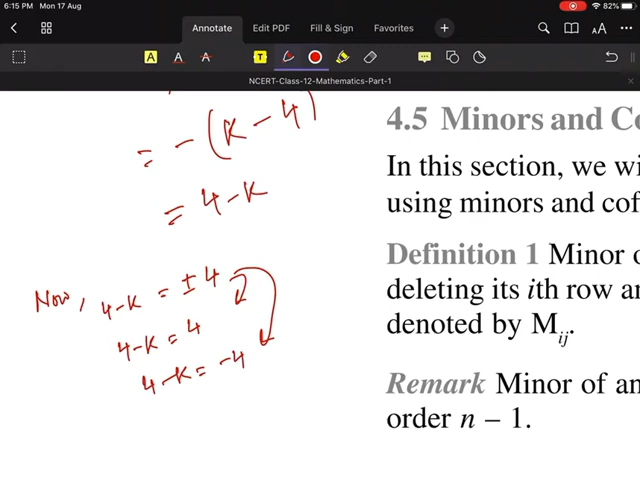 6:15 PM Mon 17 Aug
82%
Annotate Edit PDF Fill & Sign Favorites
A A A T
AA
NCERT-Class-12-Mathematics-Part-1
= -(K - 4)
= 4 - K
Now, 4-K = ± 4
4-K = 4
4-K = -4
4.5 Minors and Co
In this section, we wi
using minors and cof
Definition 1 Minor o
deleting its ith row an
denoted by Mij.
Remark Minor of an
order n – 1.